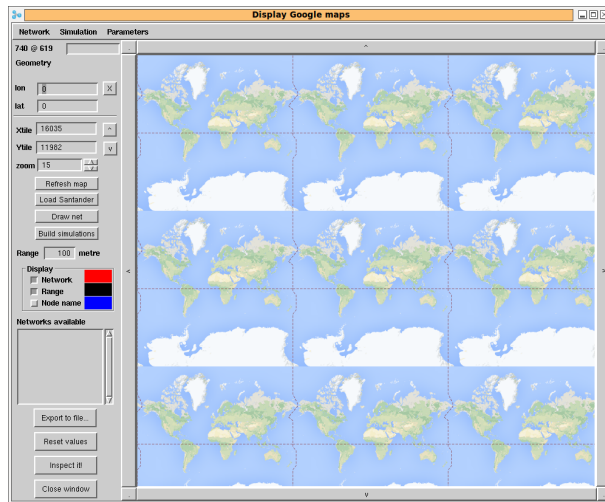 Display Google maps
Network Simulation Parameters
740 @ 619
Geometry
lon 0 X
lat 0
Xtile 16035 ^
Ytile 11982 v
zoom 15
Refresh map
Load Santander
Draw net
Build simulations
Range 100 metre
Display
Network
Range
Node name
Networks available
Export to file...
Reset values
Inspect it!
Close window